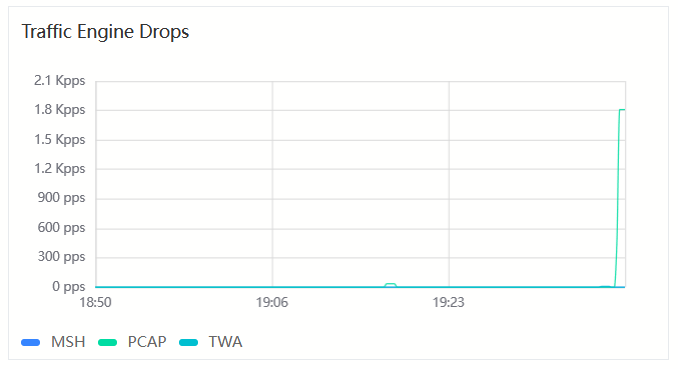 Traffic Engine Drops
2.1 Kpps
1.8 Kpps
1.5 Kpps
1.2 Kpps
900 pps
600 pps
300 pps
0 pps
18:50 19:06 19:23
MSH PCAP TWA